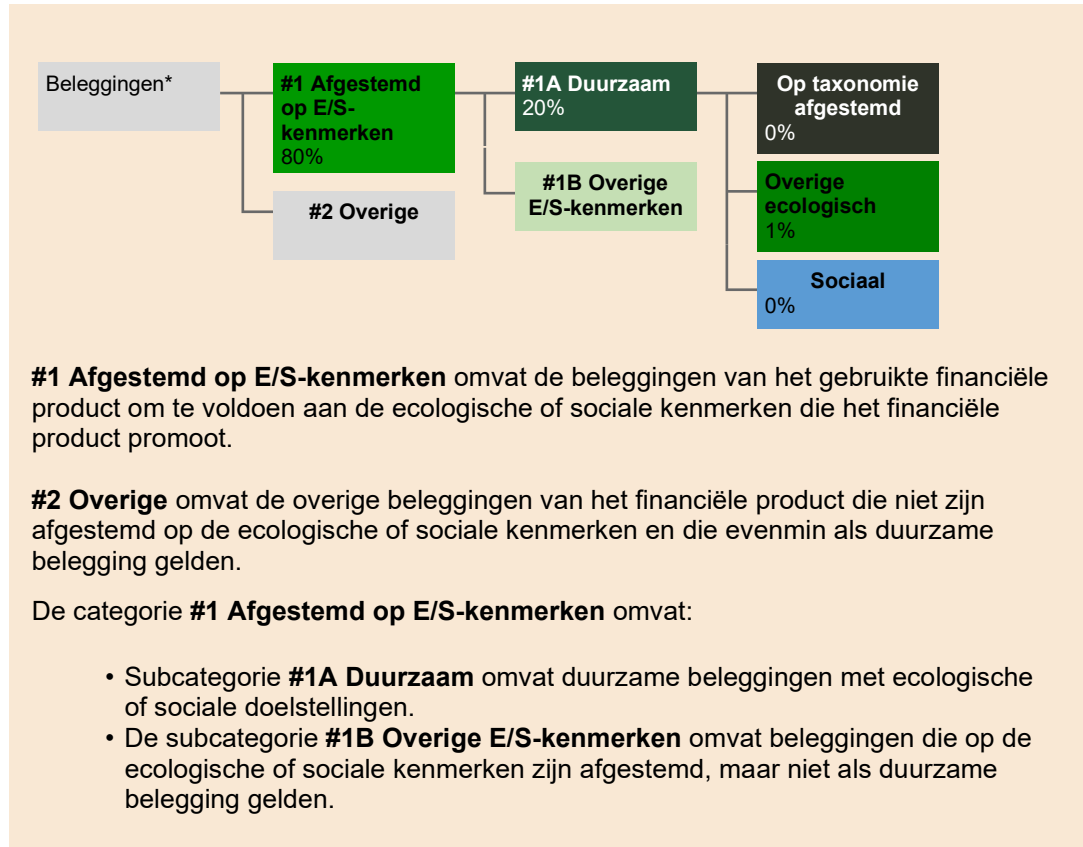 Beleggingen*
#1 Afgestemd
op E/S-
kenmerken
80%
#2 Overige
#1A Duurzaam
20%
#1B Overige
E/S-kenmerken
Op taxonomie
afgestemd
0%
Overige
ecologisch
1%
Sociaal
0%
#1 Afgestemd op E/S-kenmerken omvat de beleggingen van het gebruikte financiële
product om te voldoen aan de ecologische of sociale kenmerken die het financiële
product promoot.
#2 Overige omvat de overige beleggingen van het financiële product die niet zijn
afgestemd op de ecologische of sociale kenmerken en die evenmin als duurzame
belegging gelden.
De categorie #1 Afgestemd op E/S-kenmerken omvat:
• Subcategorie #1A Duurzaam omvat duurzame beleggingen met ecologische
of sociale doelstellingen.
• De subcategorie #1B Overige E/S-kenmerken omvat beleggingen die op de
ecologische of sociale kenmerken zijn afgestemd, maar niet als duurzame
belegging gelden.